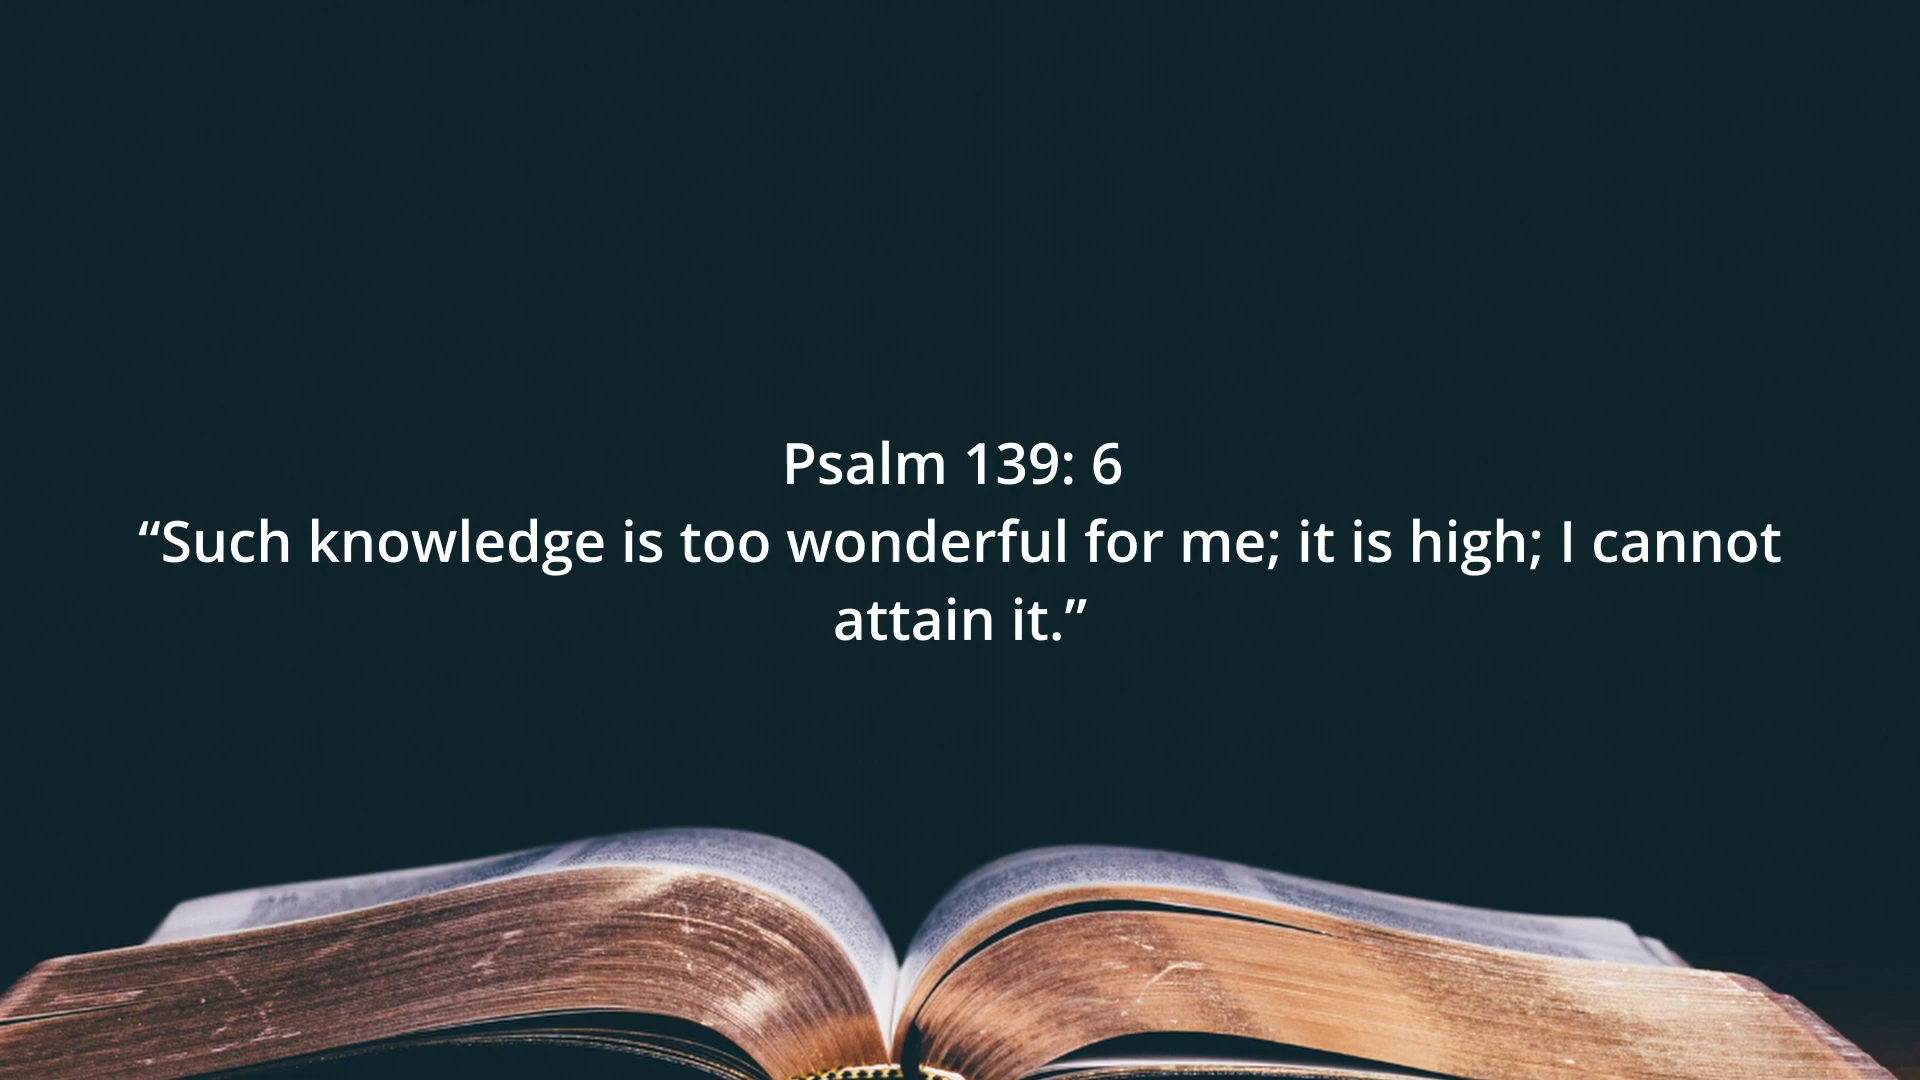 Psalm 139: 6
“Such knowledge is too wonderful for me; it is high; I cannot
attain it.”